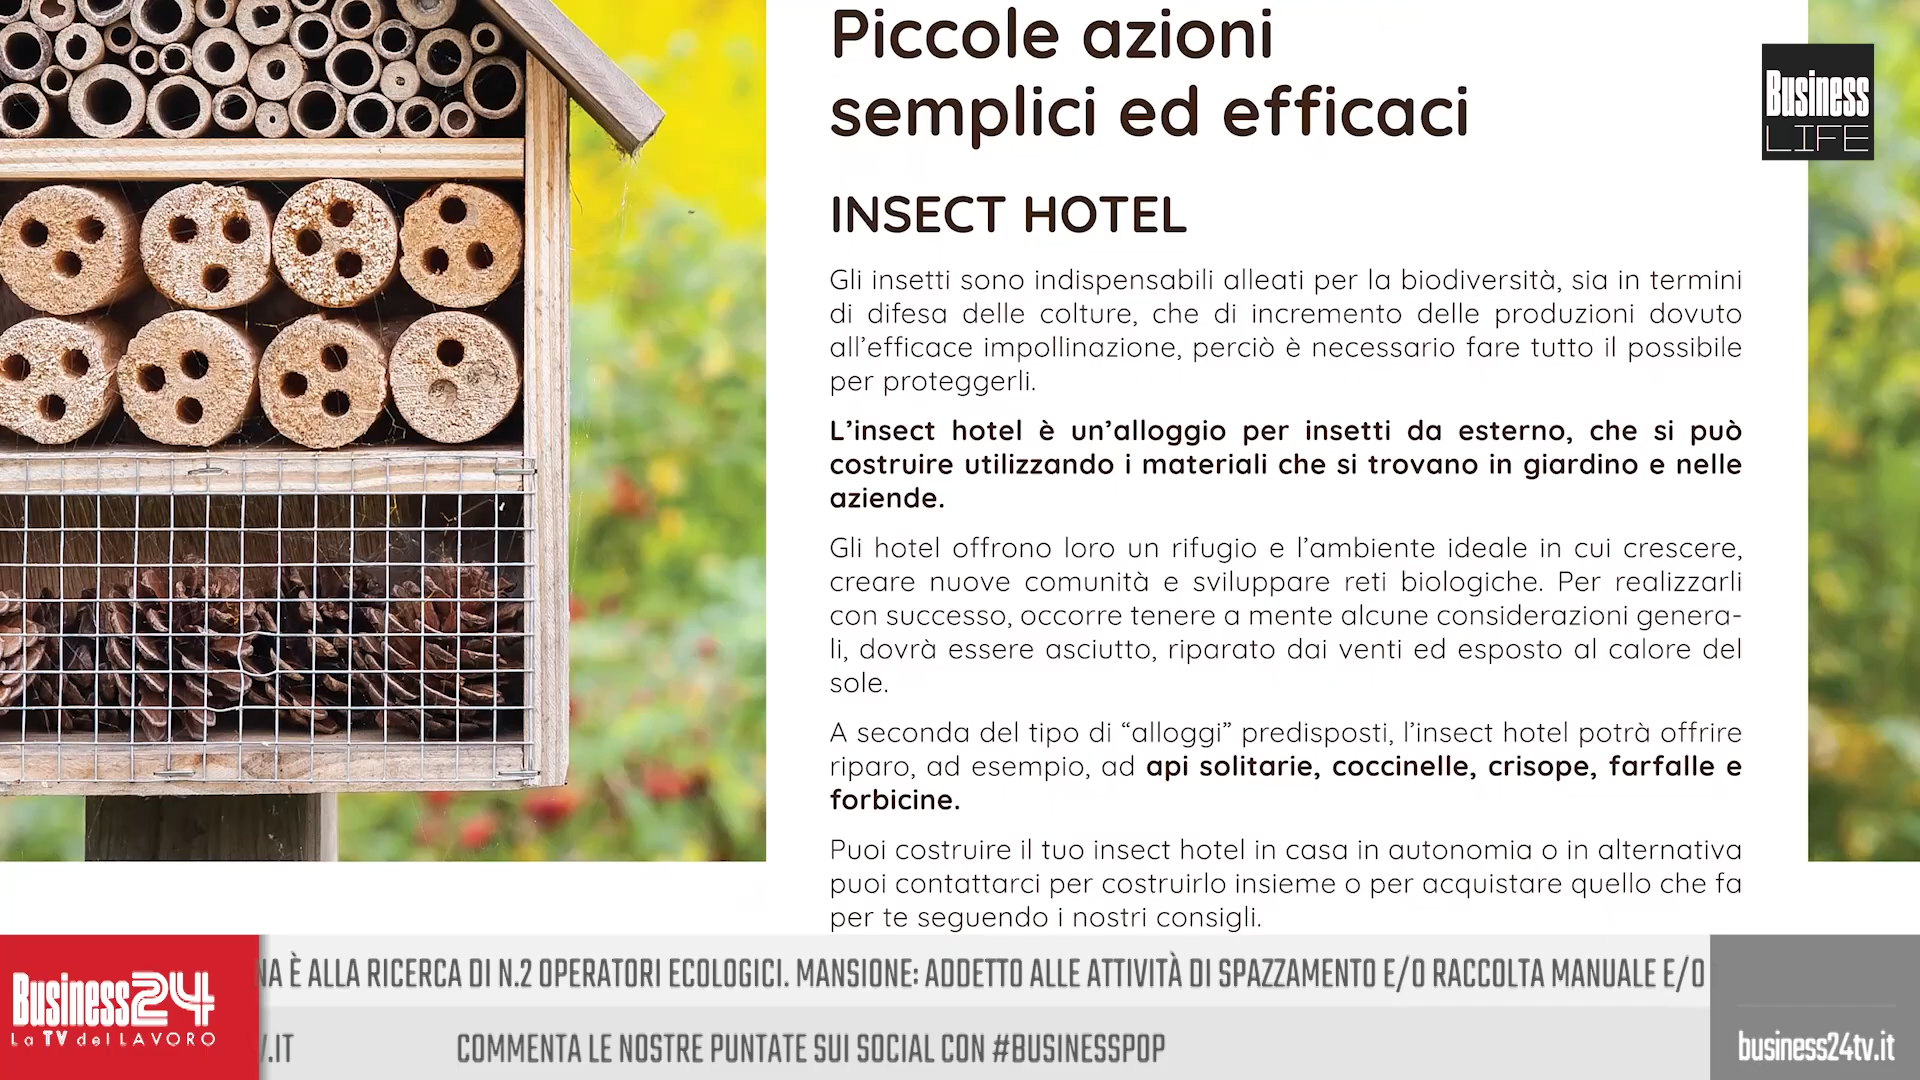 Piccole azioni
semplici ed efficaci
Business
LIFE
INSECT HOTEL
Gli insetti sono indispensabili alleati per la biodiversità, sia in termini
di difesa delle colture, che di incremento delle produzioni dovuto
all’efficace impollinazione, perciò è necessario fare tutto il possibile
per proteggerli.
L’insect hotel è un’alloggio per insetti da esterno, che si può
costruire utilizzando i materiali che si trovano in giardino e nelle
aziende.
Gli hotel offrono loro un rifugio e l’ambiente ideale in cui crescere,
creare nuove comunità e sviluppare reti biologiche. Per realizzarli
con successo, occorre tenere a mente alcune considerazioni genera-
li, dovrà essere asciutto, riparato dai venti ed esposto al calore del
sole.
A seconda del tipo di “alloggi” predisposti, l’insect hotel potrà offrire
riparo, ad esempio, ad api solitarie, coccinelle, crisope, farfalle e
forbicine.
Puoi costruire il tuo insect hotel in casa in autonomia o in alternativa
puoi contattarci per costruirlo insieme o per acquistare quello che fa
per te seguendo i nostri consigli.
NA È ALLA RICERCA DI N.2 OPERATORI ECOLOGICI. MANSIONE: ADDETTO ALLE ATTIVITÀ DI SPAZZAMENTO E/O RACCOLTA MANUALE E/O
Business24
La TV del LAVORO
.IT COMMENTA LE NOSTRE PUNTATE SUI SOCIAL CON #BUSINESSPOP
business24tv.it